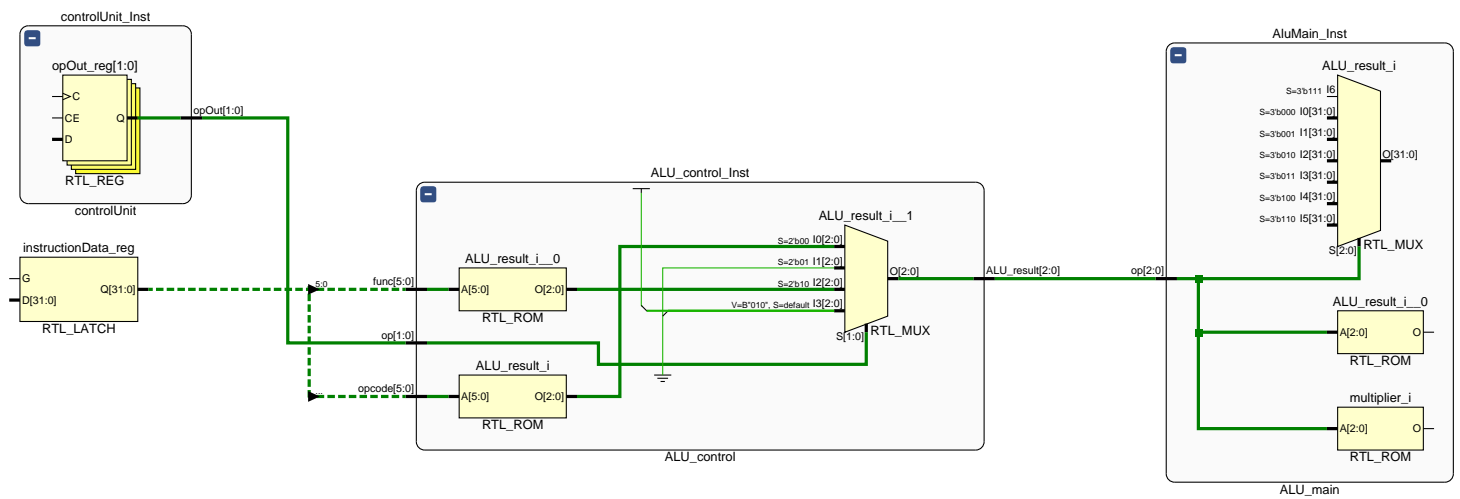 controlUnit_Inst
opOut_reg[1:0]
C
CE
D
Q
RTL_REG
controlUnit
opOut[1:0]
instructionData_reg
G
D[31:0]
Q[31:0]
RTL_LATCH
5:0
...
ALU_control_Inst
func[5:0]
op[1:0]
opcode[5:0]
ALU_result_i__0
A[5:0]
O[2:0]
RTL_ROM
ALU_result_i
A[5:0]
O[2:0]
RTL_ROM
ALU_result_i__1
S=2'b00 I0[2:0]
S=2'b01 I1[2:0]
S=2'b10 I2[2:0]
V=B"010", S=default I3[2:0]
S[1:0]
O[2:0]
RTL_MUX
ALU_control
ALU_result[2:0]
op[2:0]
AluMain_Inst
ALU_result_i
S=3'b111 I6
S=3'b000 I0[31:0]
S=3'b001 I1[31:0]
S=3'b010 I2[31:0]
S=3'b011 I3[31:0]
S=3'b100 I4[31:0]
S=3'b110 I5[31:0]
S[2:0]
O[31:0]
RTL_MUX
ALU_result_i__0
A[2:0]
O
RTL_ROM
multiplier_i
A[2:0]
O
RTL_ROM
ALU_main